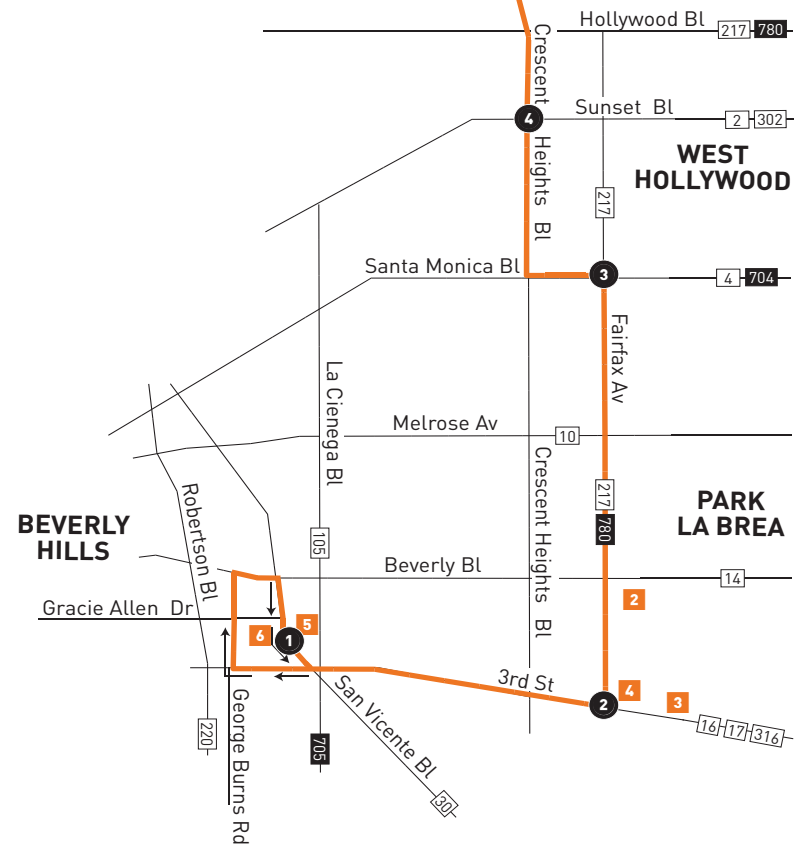 Hollywood Bl
217 780
Crescent Heights Bl
4
Sunset Bl
2 302
WEST
HOLLYWOOD
217
Santa Monica Bl
3
4 704
Fairfax Av
La Cienega Bl
Melrose Av
10
Crescent Heights Bl
217
780
PARK
LA BREA
BEVERLY
HILLS
Robertson Bl
105
Beverly Bl
14
Gracie Allen Dr
2
5
6
1
3rd St
4
3
2
San Vicente Bl
George Burns Rd
220
705
16 17 316
30